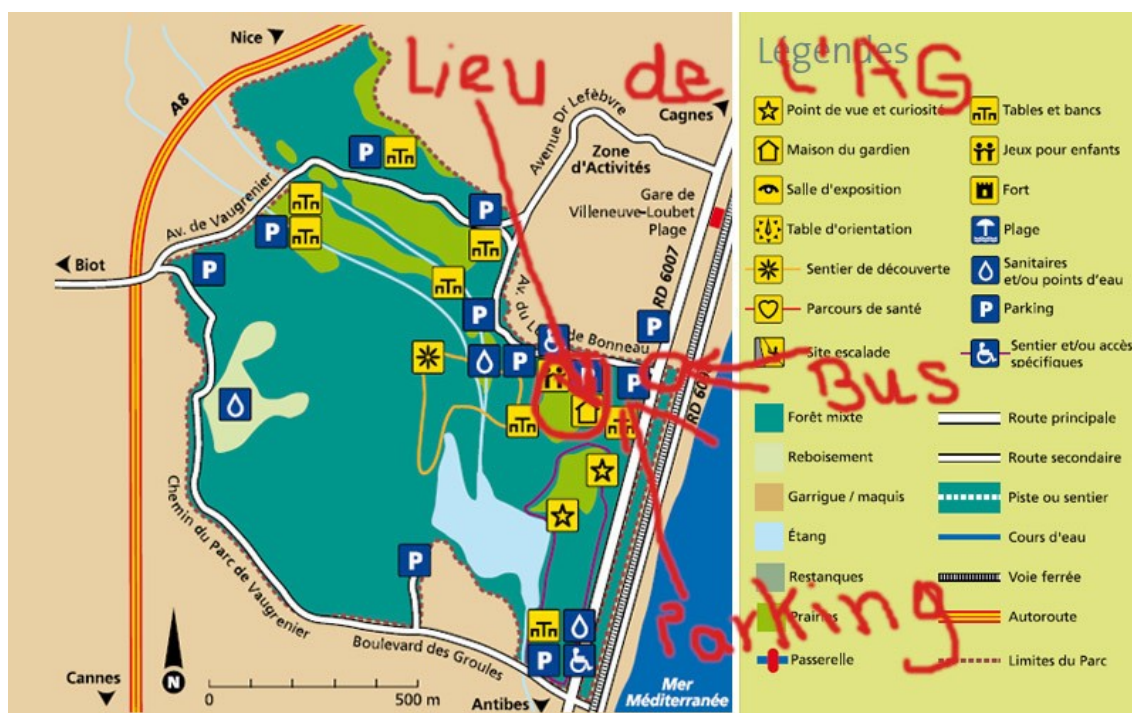 Lieu de L'AG
Nice
A8
Cagnes
Avenue Dr Lefèbvre
Zone
d'Activités
Gare de
Villeneuve-Loubet
Plage
Av. de Vaugrenier
Biot
RD 6007
Av. du
de Bonneau
RD
Bus
Chemin du Parc de Vaugrenier
Boulevard des Groules
Parking
N
0 500 m
Cannes
Antibes
Mer
Méditerranée
Légendes
Point de vue et curiosité
Maison du gardien
Salle d'exposition
Table d'orientation
Sentier de découverte
Parcours de santé
Site escalade
Tables et bancs
Jeux pour enfants
Fort
Plage
Sanitaires
et/ou points d'eau
P Parking
Sentier et/ou accès
spécifiques
Forêt mixte
Reboisement
Garrigue / maquis
Étang
Restanques
Prairies
Passerelle
Route principale
Route secondaire
Piste ou sentier
Cours d'eau
Voie ferrée
Autoroute
Limites du Parc
P
P
P
P
P
P
P
P
P
P